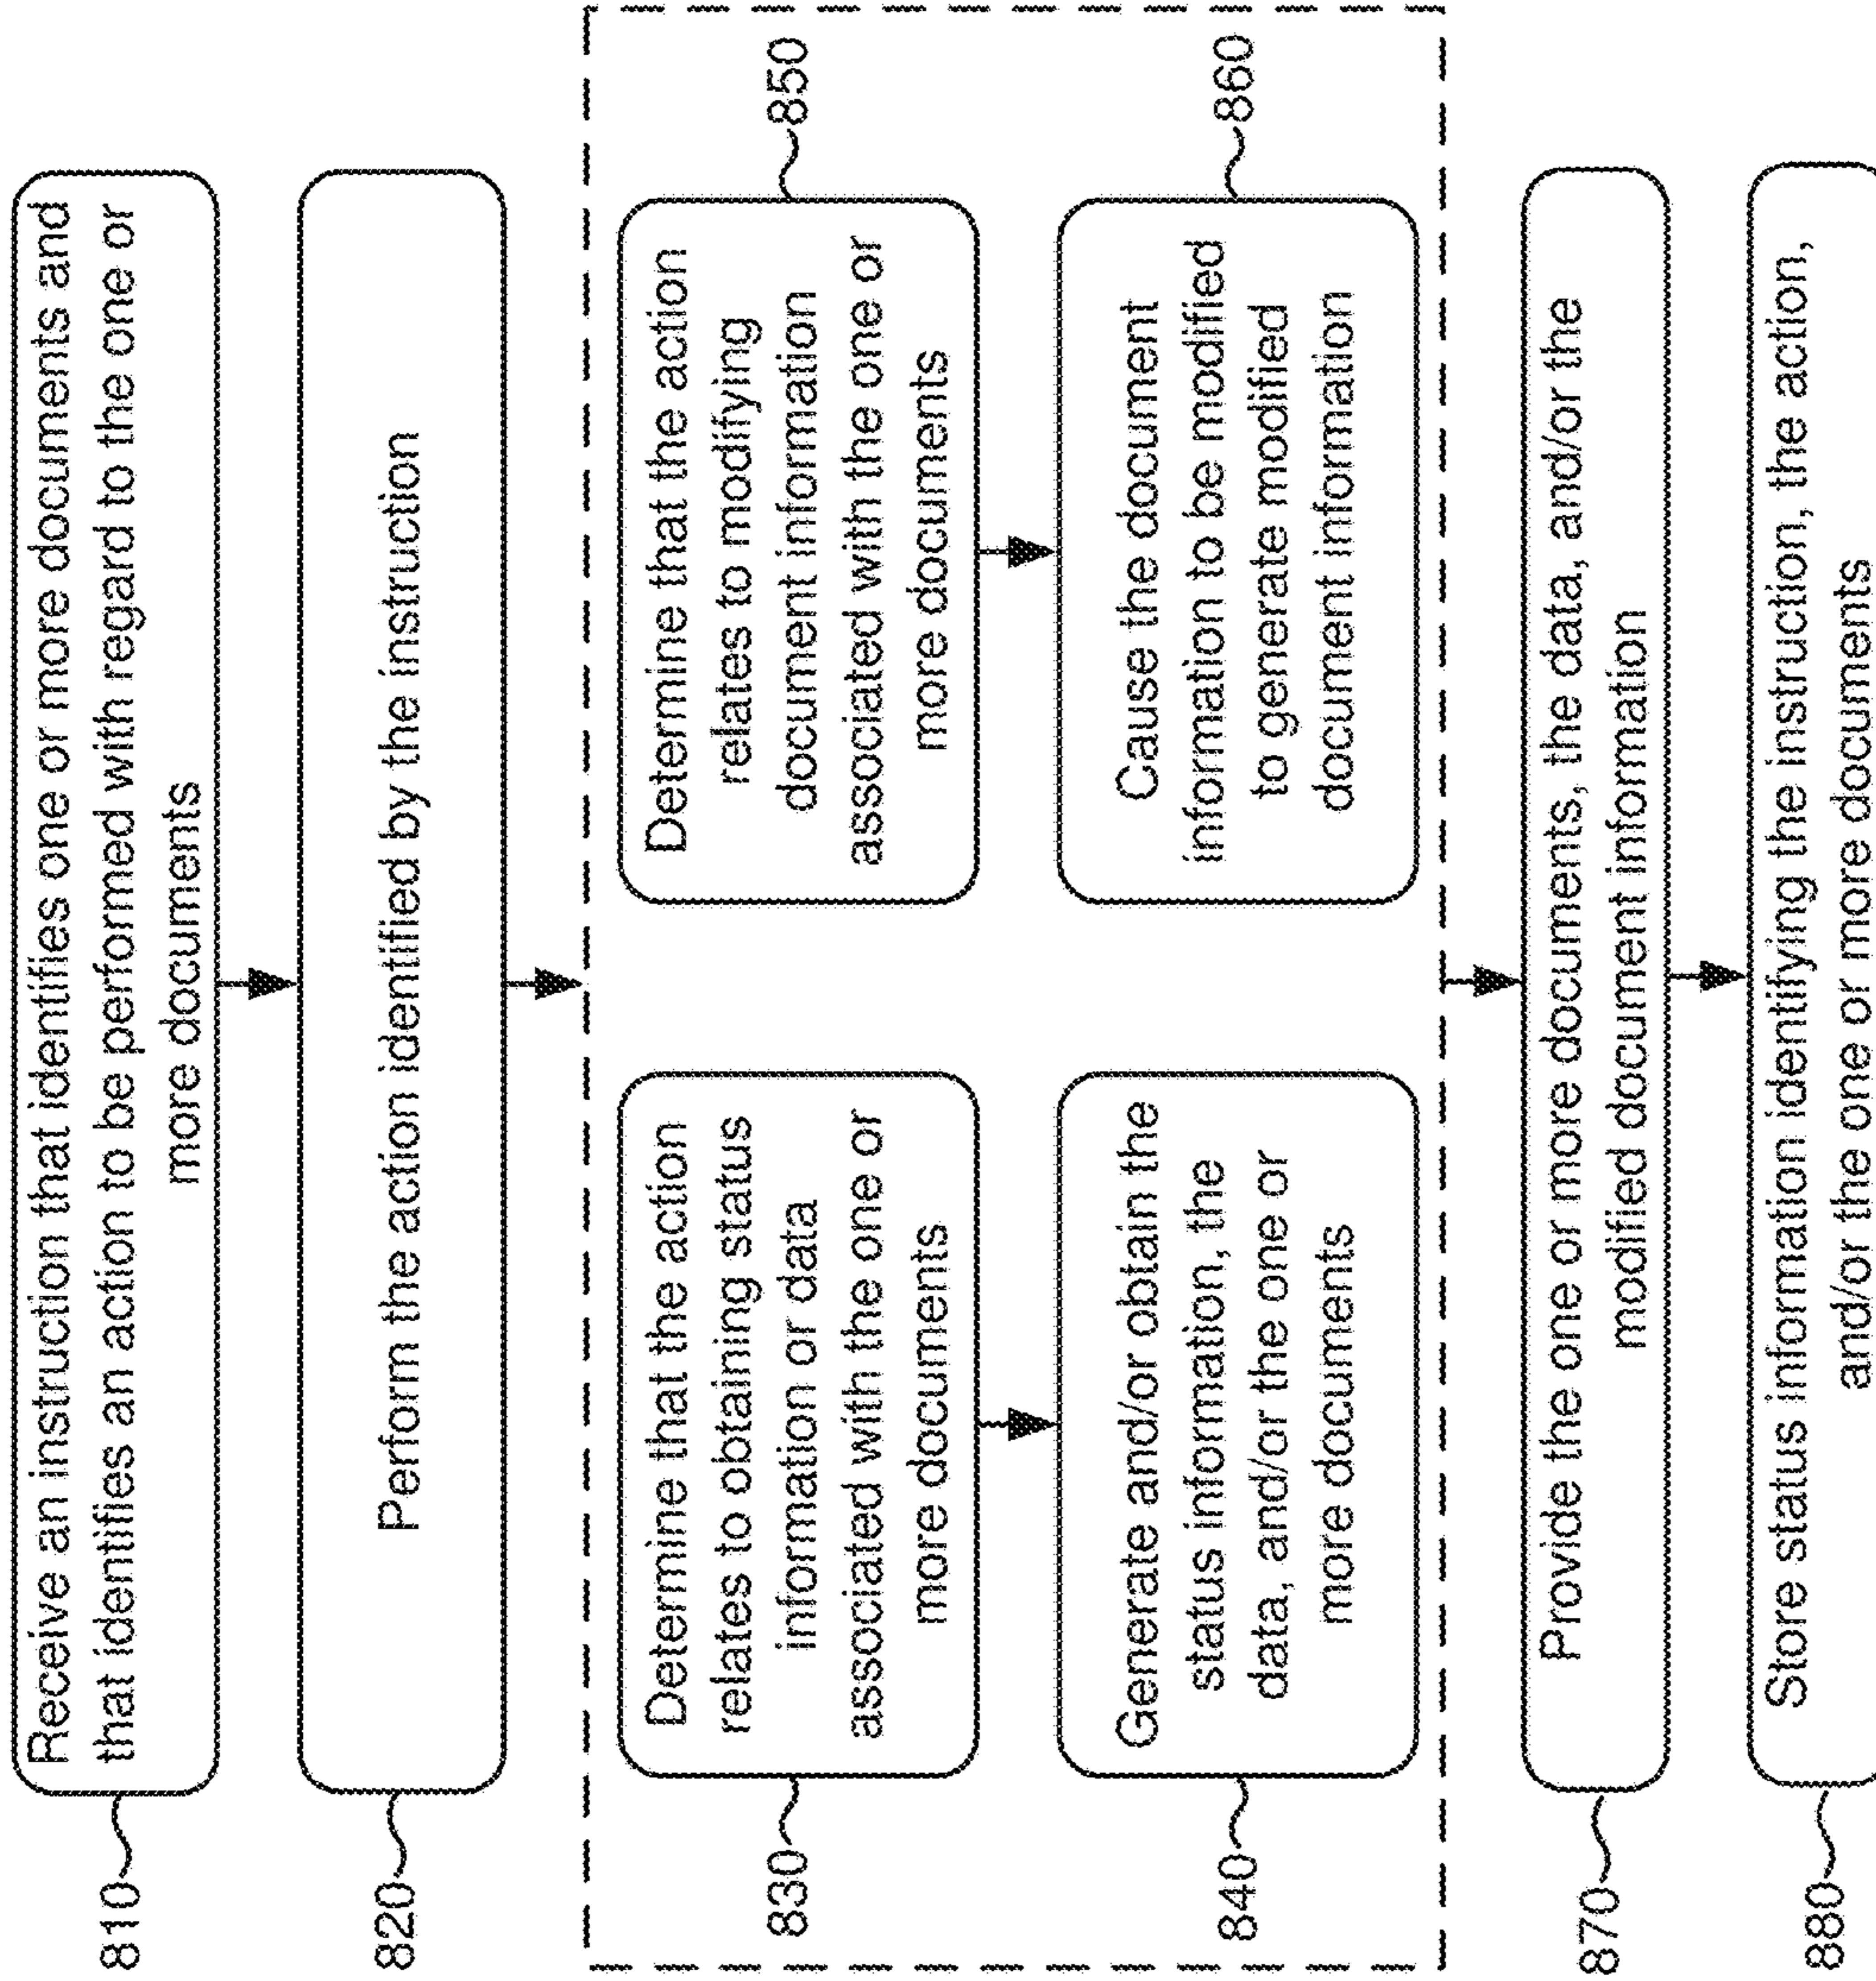 810
Receive an instruction that identifies one or more documents and
that identifies an action to be performed with regard to the one or
more documents
820
Perform the action identified by the instruction
830
Determine that the action
relates to obtaining status
information or data
associated with the one or
more documents
840
Generate and/or obtain the
status information, the
data, and/or the one or
more documents
850
Determine that the action
relates to modifying
document information
associated with the one or
more documents
860
Cause the document
information to be modified
to generate modified
document information
870
Provide the one or more documents, the data, and/or the
modified document information
880
Store status information identifying the instruction, the action,
and/or the one or more documents